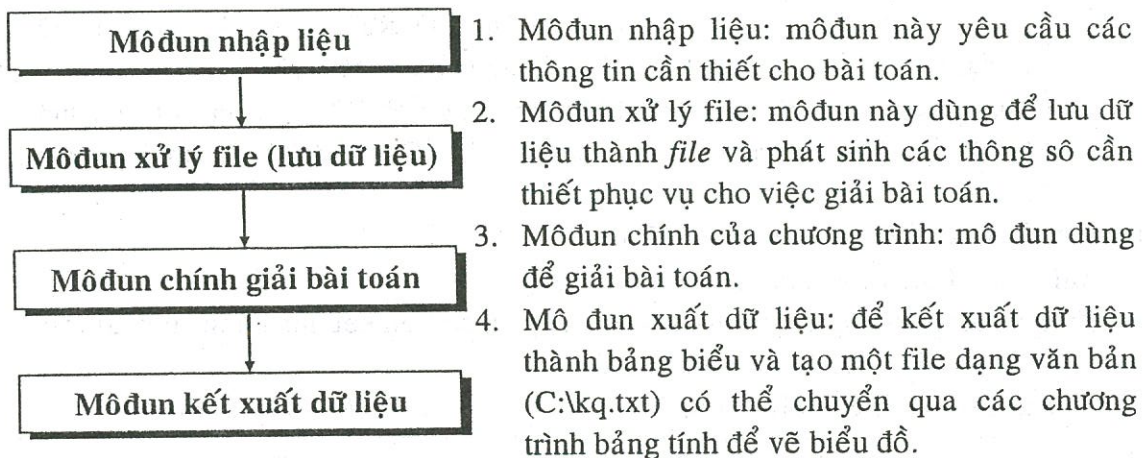 Môđun nhập liệu
Môđun xử lý file (lưu dữ liệu)
Môđun chính giải bài toán
Môđun kết xuất dữ liệu
1. Môđun nhập liệu: môđun này yêu cầu các
thông tin cần thiết cho bài toán.
2. Môđun xử lý file: môđun này dùng để lưu dữ
liệu thành file và phát sinh các thông sô cần
thiết phục vụ cho việc giải bài toán.
3. Môđun chính của chương trình: mô đun dùng
để giải bài toán.
4. Mô đun xuất dữ liệu: để kết xuất dữ liệu
thành bảng biểu và tạo một file dạng văn bản
(C:\kq.txt) có thể chuyển qua các chương
trình bảng tính để vẽ biểu đồ.